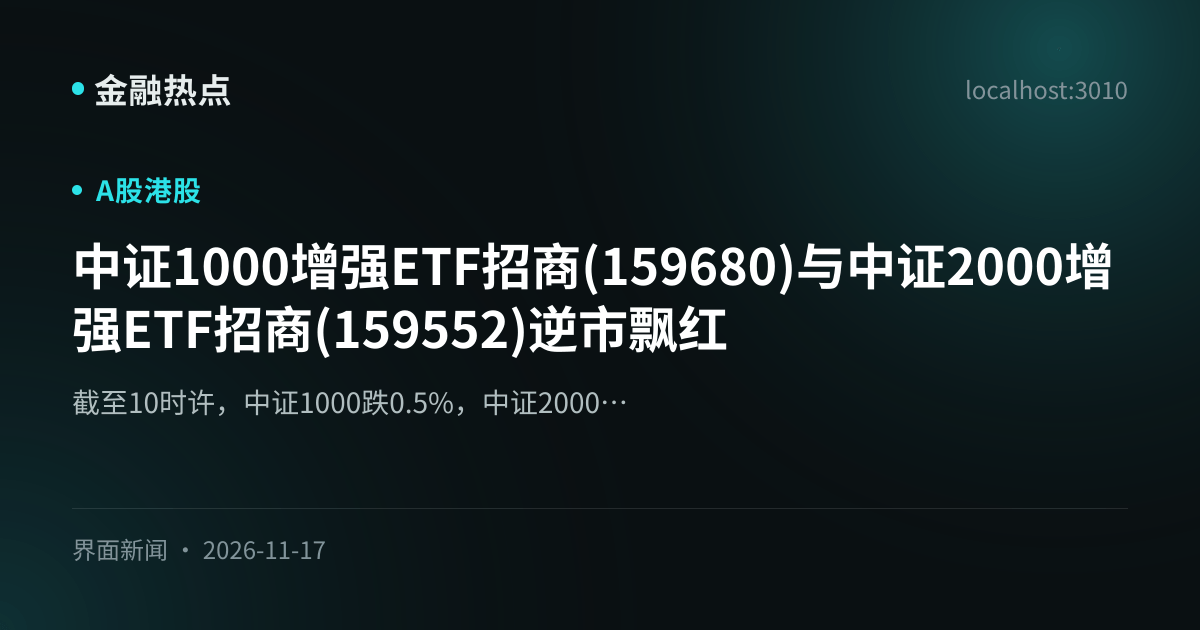 金融热点
localhost:3010
A股港股
中证1000增强ETF招商(159680)与中证2000增
强ETF招商(159552)逆市飘红
截至10时许，中证1000跌0.5%，中证2000…
界面新闻 • 2026-11-17